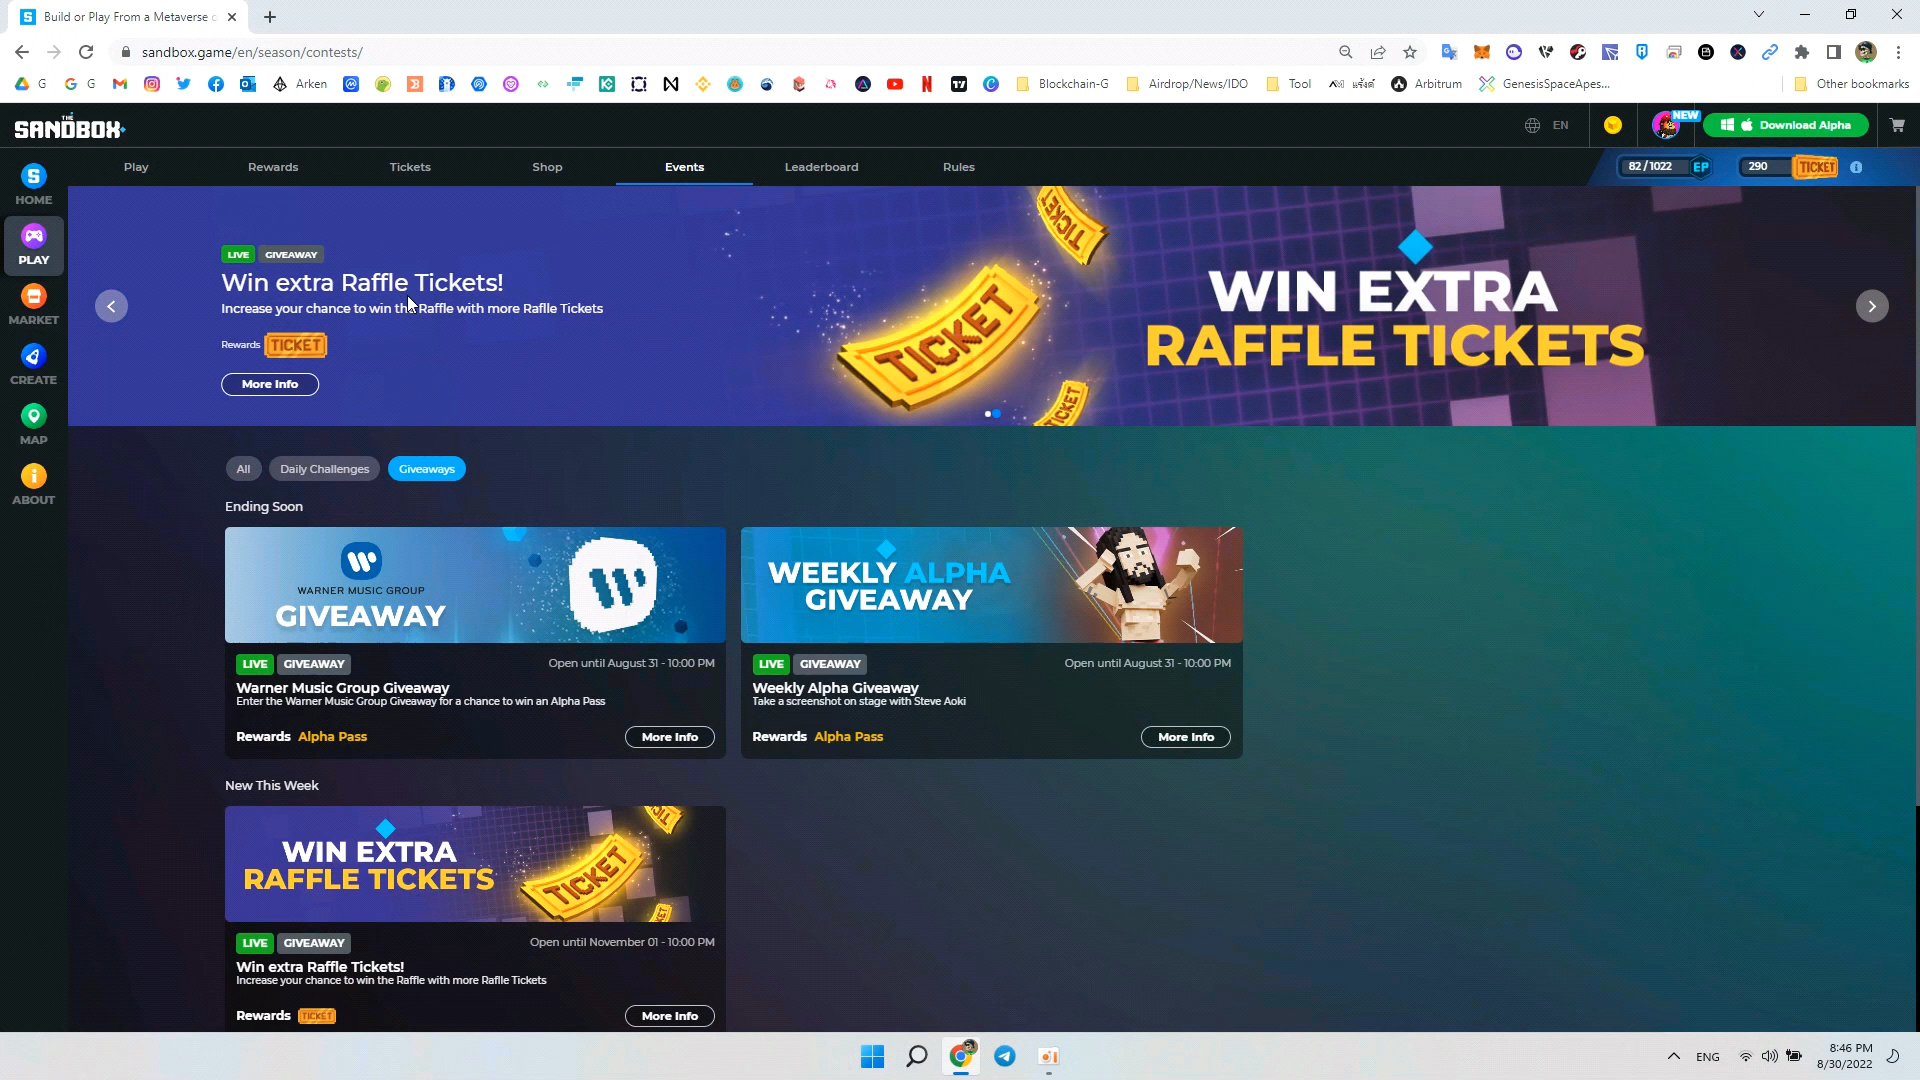 Build or Play From a Metaverse
sandbox.game/en/season/contests/
G
G
Arken
Blockchain-G
Airdrop/News/IDO
Tool
แจ้งค์
Arbitrum
GenesisSpaceApes...
Other bookmarks
THE
SANDBOX
EN
NEW
Download Alpha
Play
Rewards
Tickets
Shop
Events
Leaderboard
Rules
82 / 1022
EP
290
TICKET
HOME
PLAY
MARKET
CREATE
MAP
ABOUT
LIVE
GIVEAWAY
Win extra Raffle Tickets!
Increase your chance to win the Raffle with more Raflle Tickets
Rewards
TICKET
More Info
TICKET
TICKET
TICKET
WIN EXTRA
RAFFLE TICKETS
All
Daily Challenges
Giveaways
Ending Soon
WARNER MUSIC GROUP
GIVEAWAY
LIVE
GIVEAWAY
Open until August 31 - 10:00 PM
Warner Music Group Giveaway
Enter the Warner Music Group Giveaway for a chance to win an Alpha Pass
Rewards
Alpha Pass
More Info
WEEKLY ALPHA
GIVEAWAY
LIVE
GIVEAWAY
Open until August 31 - 10:00 PM
Weekly Alpha Giveaway
Take a screenshot on stage with Steve Aoki
Rewards
Alpha Pass
More Info
New This Week
WIN EXTRA
RAFFLE TICKETS
TICKET
LIVE
GIVEAWAY
Open until November 01 - 10:00 PM
Win extra Raffle Tickets!
Increase your chance to win the Raffle with more Raflle Tickets
Rewards
TICKET
More Info
ENG
8:46 PM
8/30/2022